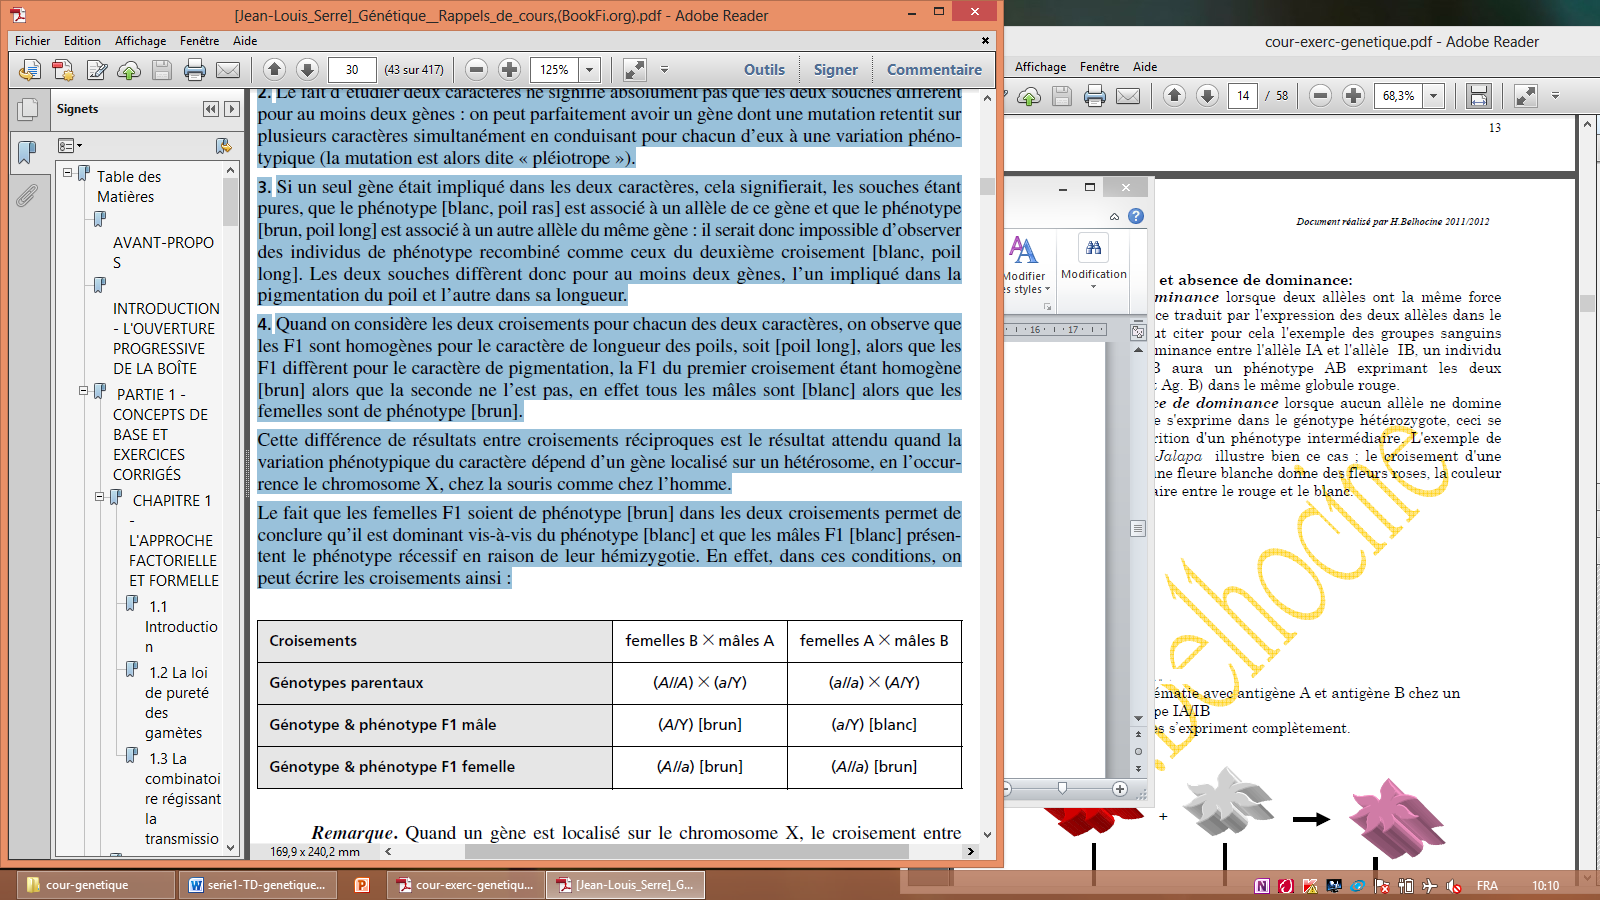 [Jean-Louis_Serre]_Génétique__Rappels_de_cours,(BookFi.org).pdf - Adobe Reader
Fichier Edition Affichage Fenêtre Aide
30 (43 sur 417) 125% Outils Signer Commentaire
Signets
Table des
Matières
AVANT-PROPO
S
INTRODUCTION
- L'OUVERTURE
PROGRESSIVE
DE LA BOÎTE
PARTIE 1 -
CONCEPTS DE
BASE ET
EXERCICES
CORRIGÉS
CHAPITRE 1
-
L'APPROCHE
FACTORIELLE
ET FORMELLE
1.1
Introductio
n
1.2 La loi
de pureté
des
gamètes
1.3 La
combinatoi
re régissant
la
transmissio
2. Le fait d'étudier deux caractères ne signifie absolument pas que les deux souches diffèrent
pour au moins deux gènes : on peut parfaitement avoir un gène dont une mutation retentit sur
plusieurs caractères simultanément en conduisant pour chacun d'eux à une variation phéno-
typique (la mutation est alors dite « pléiotrope »).
3. Si un seul gène était impliqué dans les deux caractères, cela signifierait, les souches étant
pures, que le phénotype [blanc, poil ras] est associé à un allèle de ce gène et que le phénotype
[brun, poil long] est associé à un autre allèle du même gène : il serait donc impossible d'observer
des individus de phénotype recombiné comme ceux du deuxième croisement [blanc, poil
long]. Les deux souches diffèrent donc pour au moins deux gènes, l'un impliqué dans la
pigmentation du poil et l'autre dans sa longueur.
4. Quand on considère les deux croisements pour chacun des deux caractères, on observe que
les F1 sont homogènes pour le caractère de longueur des poils, soit [poil long], alors que les
F1 diffèrent pour le caractère de pigmentation, la F1 du premier croisement étant homogène
[brun] alors que la seconde ne l'est pas, en effet tous les mâles sont [blanc] alors que les
femelles sont de phénotype [brun].
Cette différence de résultats entre croisements réciproques est le résultat attendu quand la
variation phénotypique du caractère dépend d'un gène localisé sur un hétérosome, en l'occur-
rence le chromosome X, chez la souris comme chez l'homme.
Le fait que les femelles F1 soient de phénotype [brun] dans les deux croisements permet de
conclure qu'il est dominant vis-à-vis du phénotype [blanc] et que les mâles F1 [blanc] présen-
tent le phénotype récessif en raison de leur hémizygotie. En effet, dans ces conditions, on
peut écrire les croisements ainsi :
Croisements femelles B × mâles A femelles A × mâles B
Génotypes parentaux (A//A) × (a/Y) (a//a) × (A/Y)
Génotype & phénotype F1 mâle (A/Y) [brun] (a/Y) [blanc]
Génotype & phénotype F1 femelle (A//a) [brun] (A//a) [brun]
Remarque. Quand un gène est localisé sur le chromosome X, le croisement entre
169,9 x 240,2 mm
cour-exerc-genetique.pdf - Adobe Reader
Affichage Fenêtre Aide
14 / 58 68,3%
13
Document réalisé par H.Belhocine 2011/2012
Modifier
es styles
Modification
16 17
et absence de dominance:
minance lorsque deux allèles ont la même force
ce traduit par l'expression des deux allèles dans le
ut citer pour cela l'exemple des groupes sanguins
minance entre l'allèle IA et l'allèle IB, un individu
B aura un phénotype AB exprimant les deux
t Ag. B) dans le même globule rouge.
ce de dominance lorsque aucun allèle ne domine
e s'exprime dans le génotype hétérozygote, ceci se
rition d'un phénotype intermédiaire. L'exemple de
Jalapa illustre bien ce cas ; le croisement d'une
ine fleure blanche donne des fleurs roses, la couleur
aire entre le rouge et le blanc.
Belhocine
ématie avec antigène A et antigène B chez un
pe IA/IB
es s'expriment complètement.
+
cour-genetique
serie1-TD-genetique...
cour-exerc-genetiqu...
[Jean-Louis_Serre]_G...
FRA 10:10